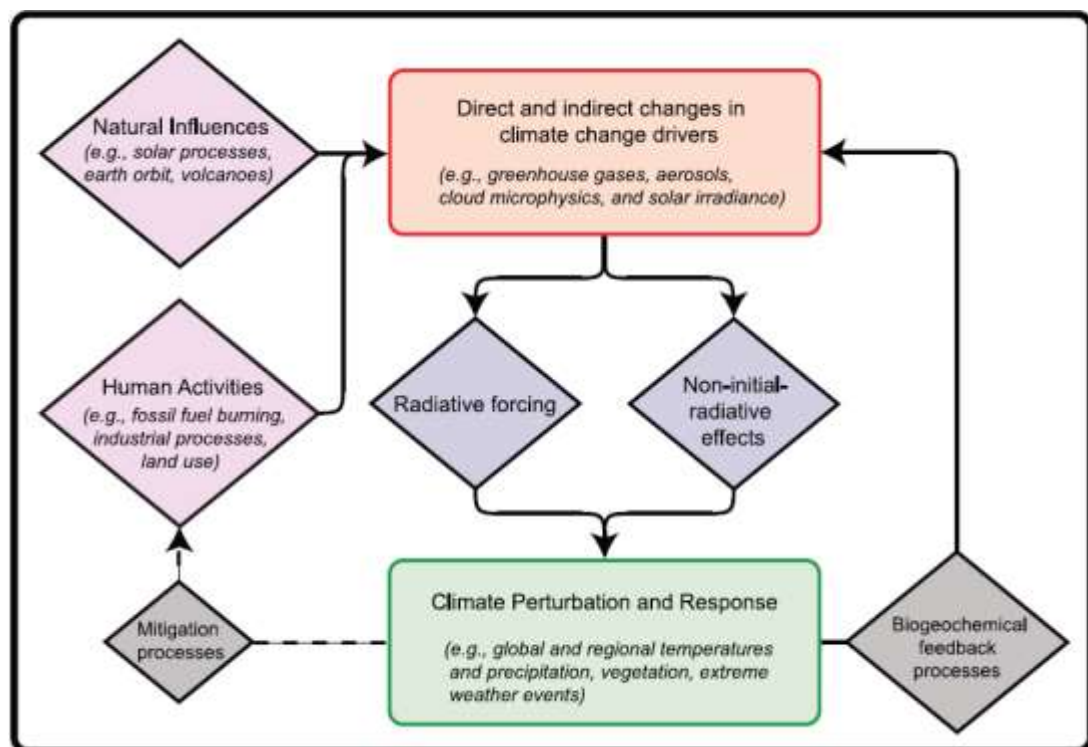 Natural Influences
(e.g., solar processes,
earth orbit, volcanoes)
Direct and indirect changes in
climate change drivers
(e.g., greenhouse gases, aerosols,
cloud microphysics, and solar irradiance)
Human Activities
(e.g., fossil fuel burning,
industrial processes,
land use)
Radiative forcing
Non-initial-
radiative
effects
Mitigation
processes
Climate Perturbation and Response
(e.g., global and regional temperatures
and precipitation, vegetation, extreme
weather events)
Biogeochemical
feedback
processes